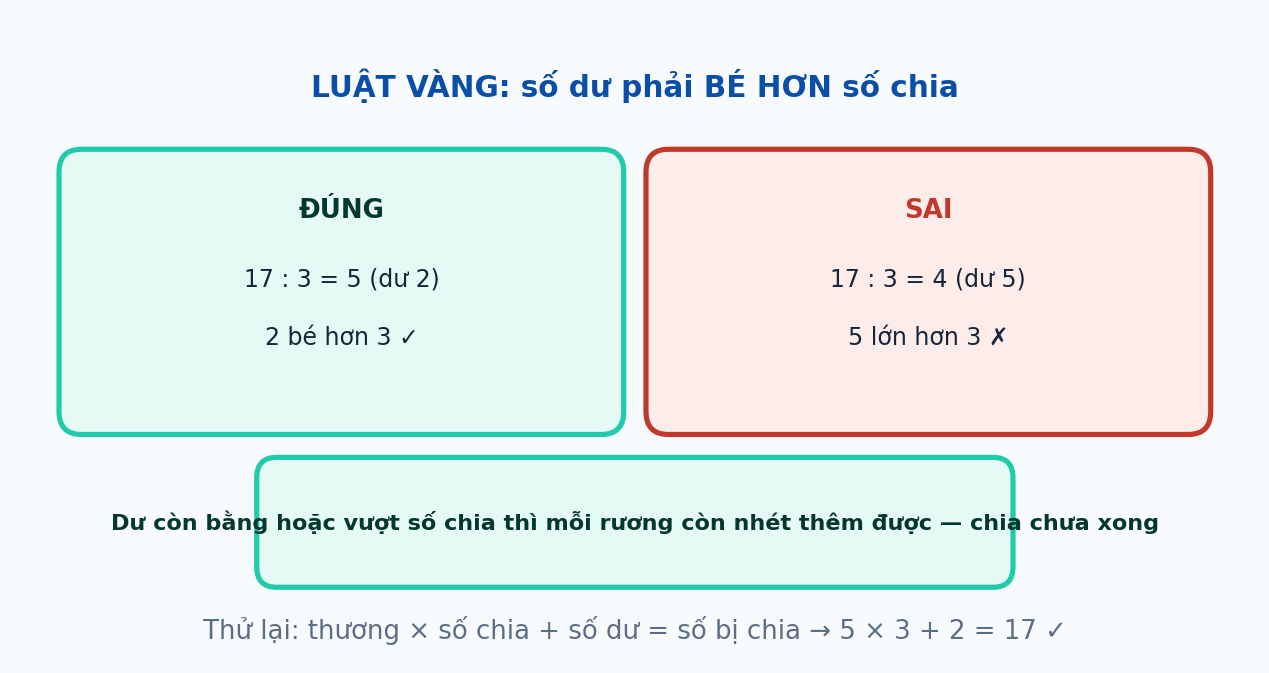 LUẬT VÀNG: số dư phải BÉ HƠN số chia
ĐÚNG
17 : 3 = 5 (dư 2)
2 bé hơn 3 ✓
SAI
17 : 3 = 4 (dư 5)
5 lớn hơn 3 ✗
Dư còn bằng hoặc vượt số chia thì mỗi rương còn nhét thêm được — chia chưa xong
Thử lại: thương × số chia + số dư = số bị chia → 5 × 3 + 2 = 17 ✓